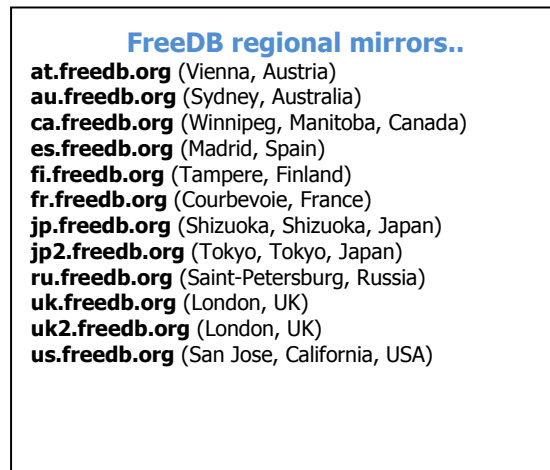 FreeDB regional mirrors..
at.freedb.org (Vienna, Austria)
au.freedb.org (Sydney, Australia)
ca.freedb.org (Winnipeg, Manitoba, Canada)
es.freedb.org (Madrid, Spain)
fi.freedb.org (Tampere, Finland)
fr.freedb.org (Courbevoie, France)
jp.freedb.org (Shizuoka, Shizuoka, Japan)
jp2.freedb.org (Tokyo, Tokyo, Japan)
ru.freedb.org (Saint-Petersburg, Russia)
uk.freedb.org (London, UK)
uk2.freedb.org (London, UK)
us.freedb.org (San Jose, California, USA)